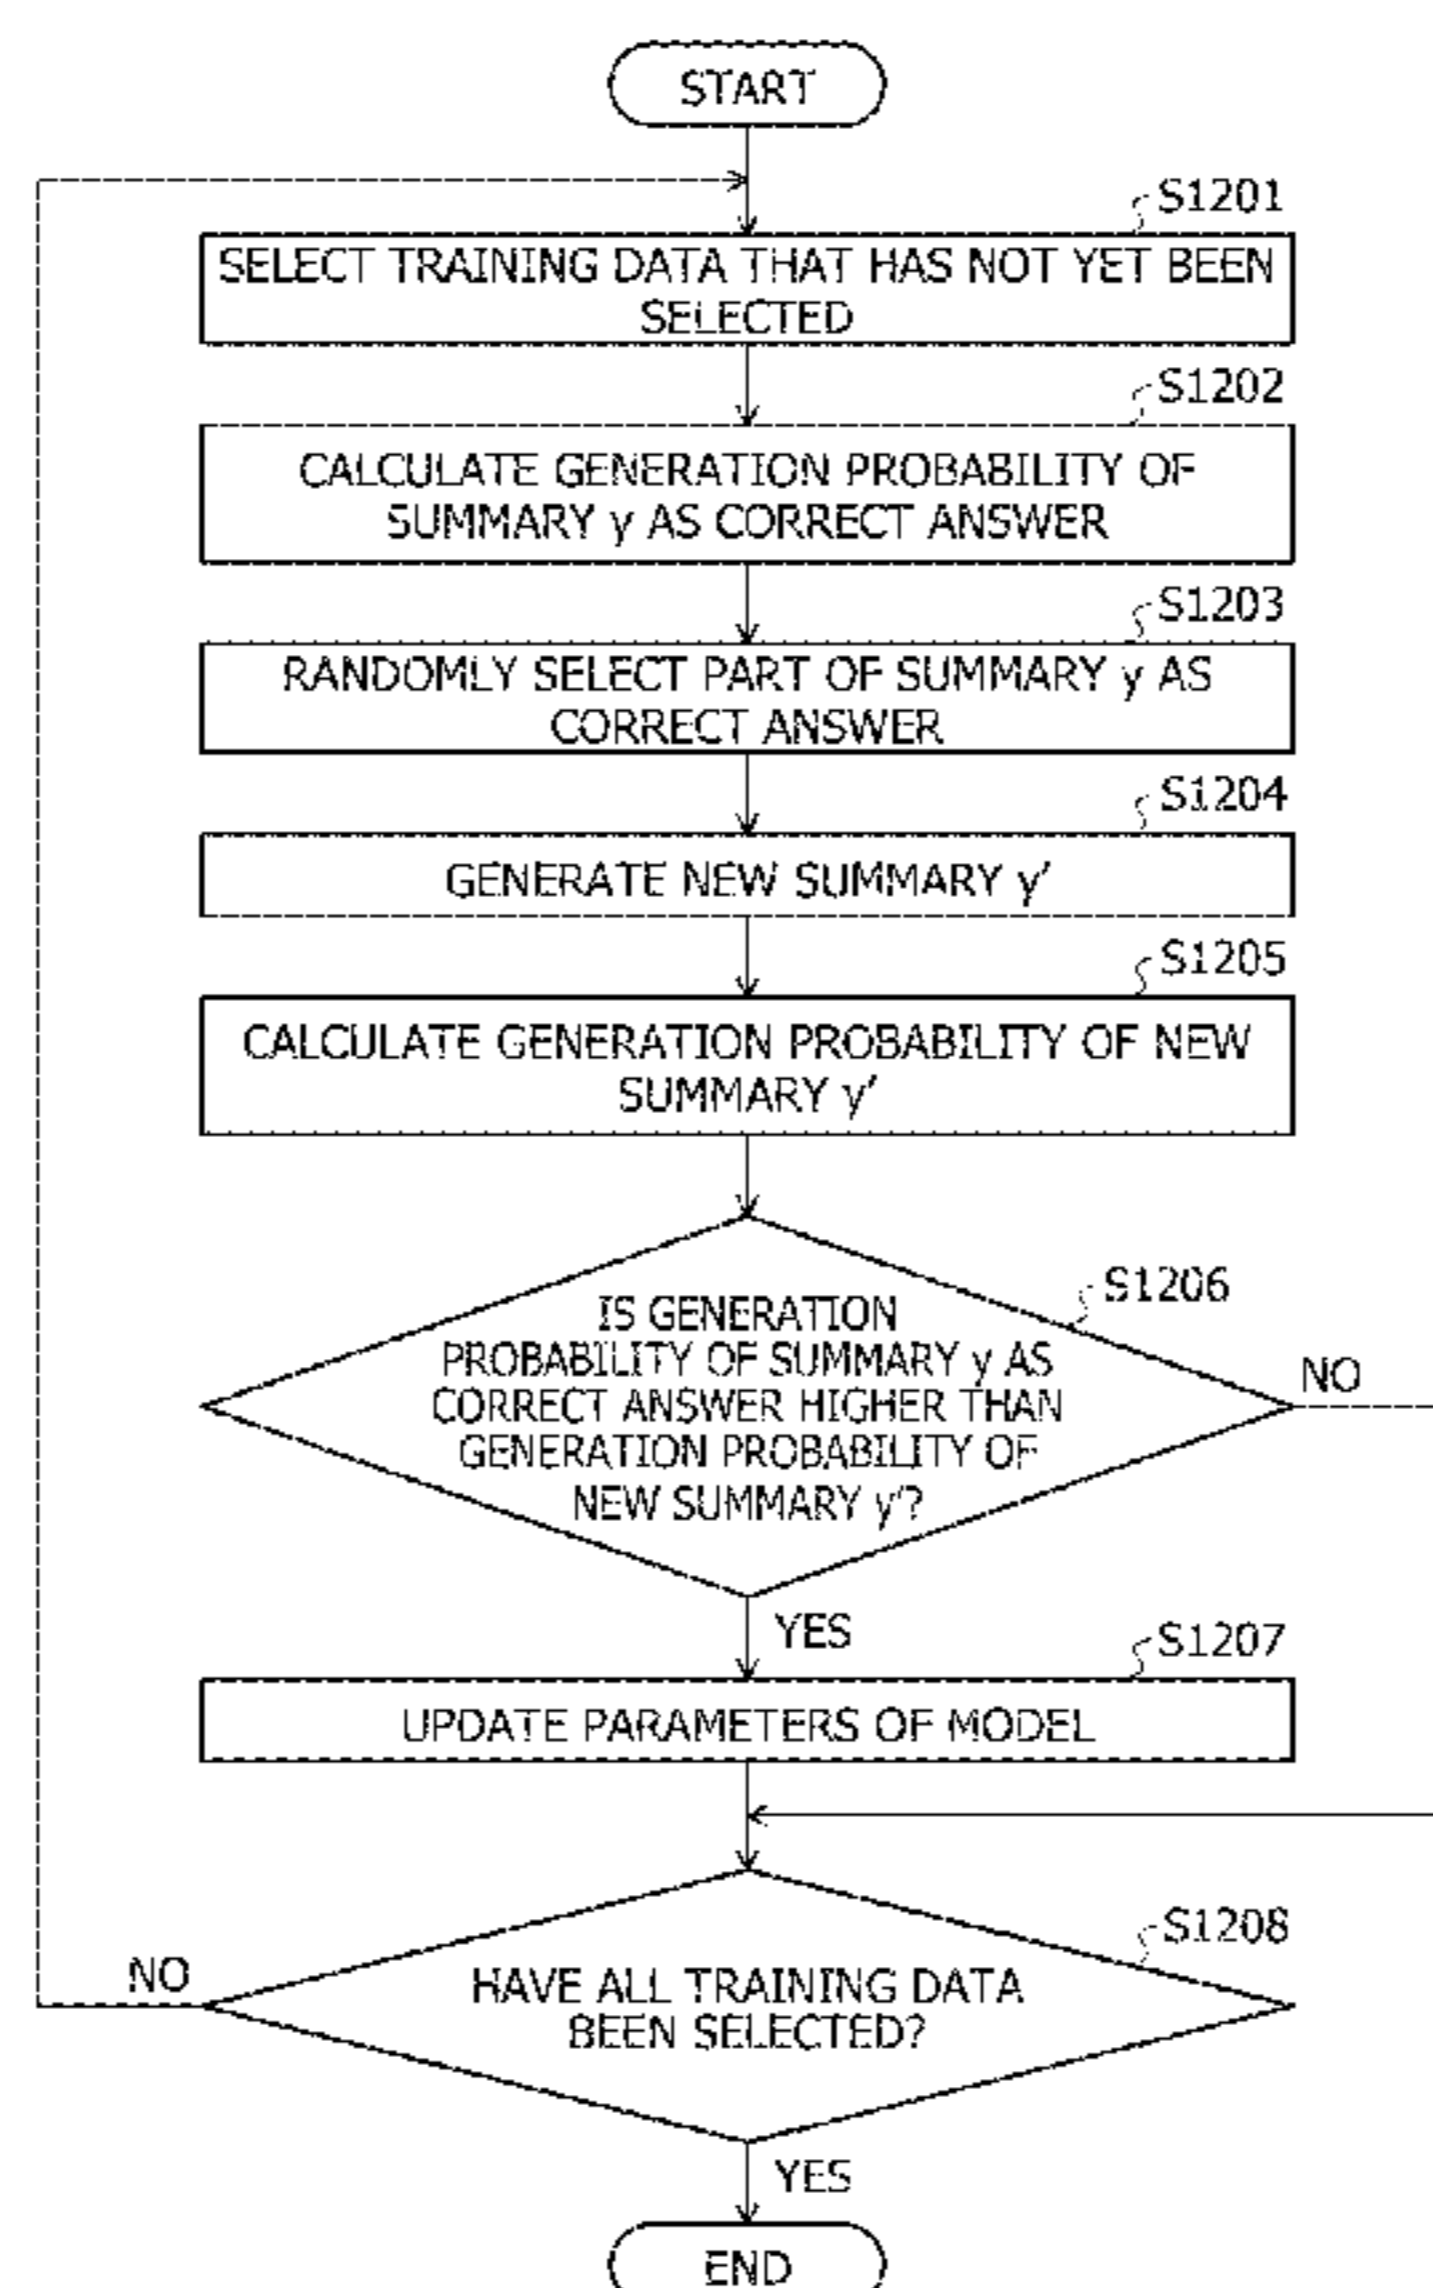 START
S1201
SELECT TRAINING DATA THAT HAS NOT YET BEEN
SELECTED
S1202
CALCULATE GENERATION PROBABILITY OF
SUMMARY y AS CORRECT ANSWER
S1203
RANDOMLY SELECT PART OF SUMMARY y AS
CORRECT ANSWER
S1204
GENERATE NEW SUMMARY y'
S1205
CALCULATE GENERATION PROBABILITY OF NEW
SUMMARY y'
S1206
IS GENERATION
PROBABILITY OF SUMMARY y AS
CORRECT ANSWER HIGHER THAN
GENERATION PROBABILITY OF
NEW SUMMARY y'?
NO
YES
S1207
UPDATE PARAMETERS OF MODEL
S1208
HAVE ALL TRAINING DATA
BEEN SELECTED?
NO
YES
END